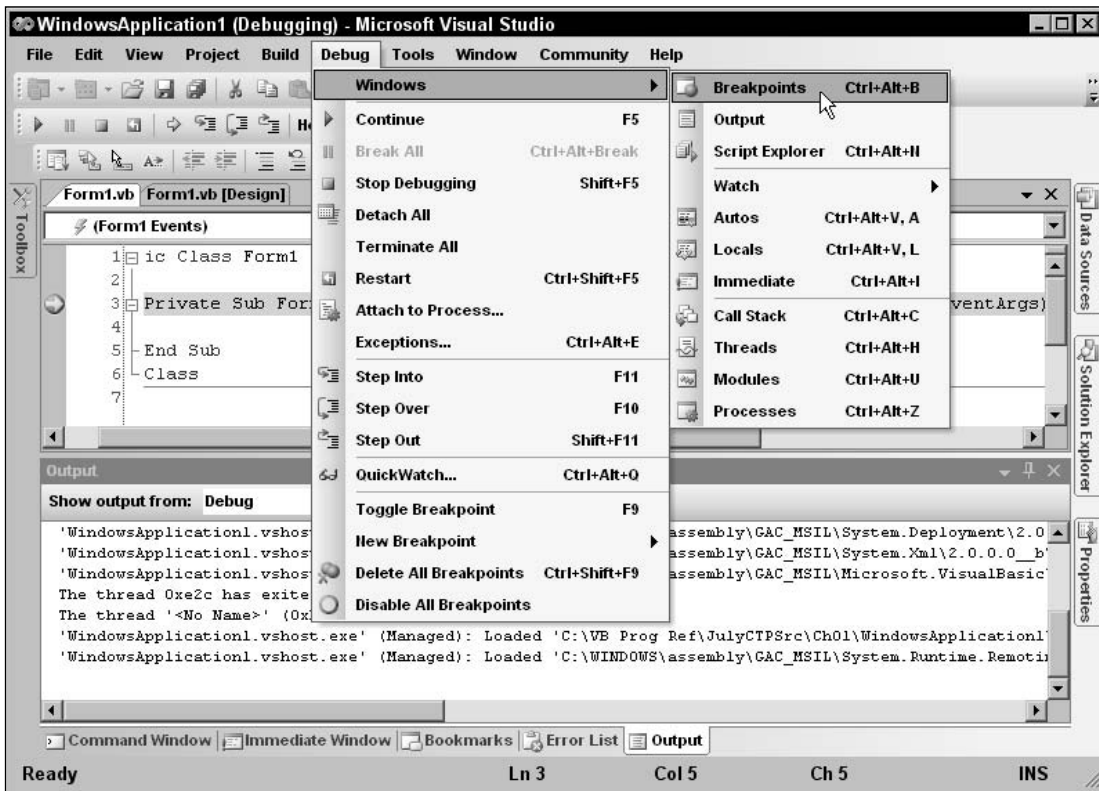 WindowsApplication1 (Debugging) - Microsoft Visual Studio
File Edit View Project Build Debug Tools Window Community Help
Windows
Continue F5
Break All Ctrl+Alt+Break
Stop Debugging Shift+F5
Detach All
Terminate All
Restart Ctrl+Shift+F5
Attach to Process...
Exceptions... Ctrl+Alt+E
Step Into F11
Step Over F10
Step Out Shift+F11
QuickWatch... Ctrl+Alt+Q
Toggle Breakpoint F9
New Breakpoint
Delete All Breakpoints Ctrl+Shift+F9
Disable All Breakpoints
Breakpoints Ctrl+Alt+B
Output
Script Explorer Ctrl+Alt+N
Watch
Autos Ctrl+Alt+V, A
Locals Ctrl+Alt+V, L
Immediate Ctrl+Alt+I
Call Stack Ctrl+Alt+C
Threads Ctrl+Alt+H
Modules Ctrl+Alt+U
Processes Ctrl+Alt+Z
Toolbox
Form1.vb Form1.vb [Design]
(Form1 Events)
1 ic Class Form1
2
3 Private Sub For ventArgs)
4
5 End Sub
6 Class
7
Data Sources
Solution Explorer
Properties
Output
Show output from: Debug
'WindowsApplication1.vshos assembly\GAC_MSIL\System.Deployment\2.0
'WindowsApplication1.vshos assembly\GAC_MSIL\System.Xml\2.0.0.0__b
'WindowsApplication1.vshos assembly\GAC_MSIL\Microsoft.VisualBasic
The thread 0xe2c has exite
The thread '<No Name>' (0x
'WindowsApplication1.vshost.exe' (Managed): Loaded 'C:\VB Prog Ref\JulyCTPSrc\Ch01\WindowsApplication1
'WindowsApplication1.vshost.exe' (Managed): Loaded 'C:\WINDOWS\assembly\GAC_MSIL\System.Runtime.Remoti
Command Window Immediate Window Bookmarks Error List Output
Ready Ln 3 Col 5 Ch 5 INS